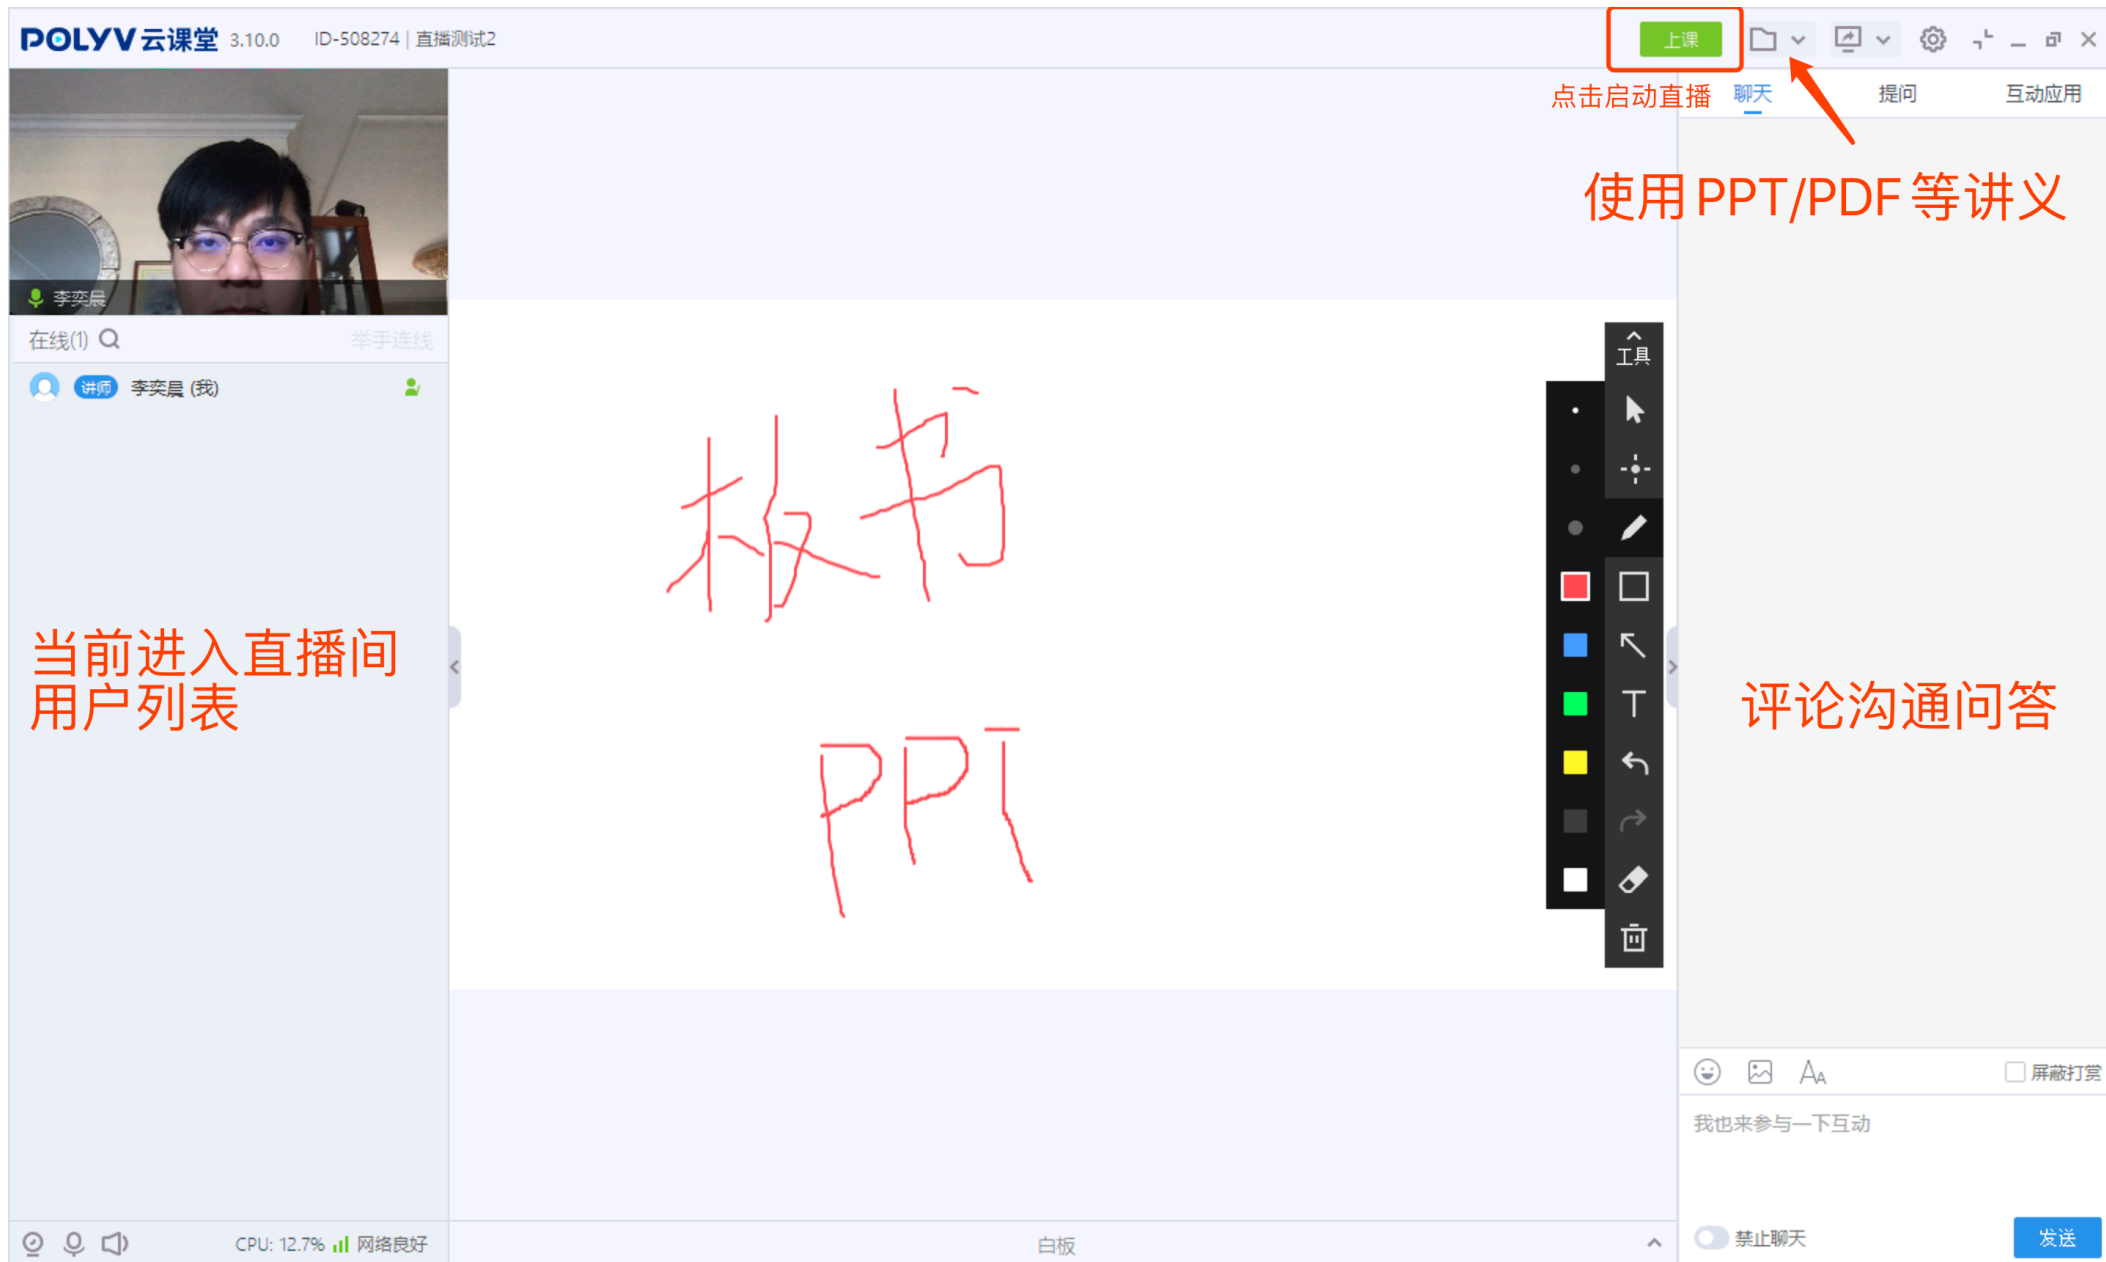 POLYV云课堂 3.10.0 ID-508274 | 直播测试2
上课
点击启动直播
聊天 提问 互动应用
使用PPT/PDF等讲义
李奕晨
在线(1) 举手连线
讲师 李奕晨 (我)
工具
板书
PPT
当前进入直播间
用户列表
评论沟通问答
屏蔽打赏
我也来参与一下互动
禁止聊天
发送
CPU: 12.7% 网络良好
白板